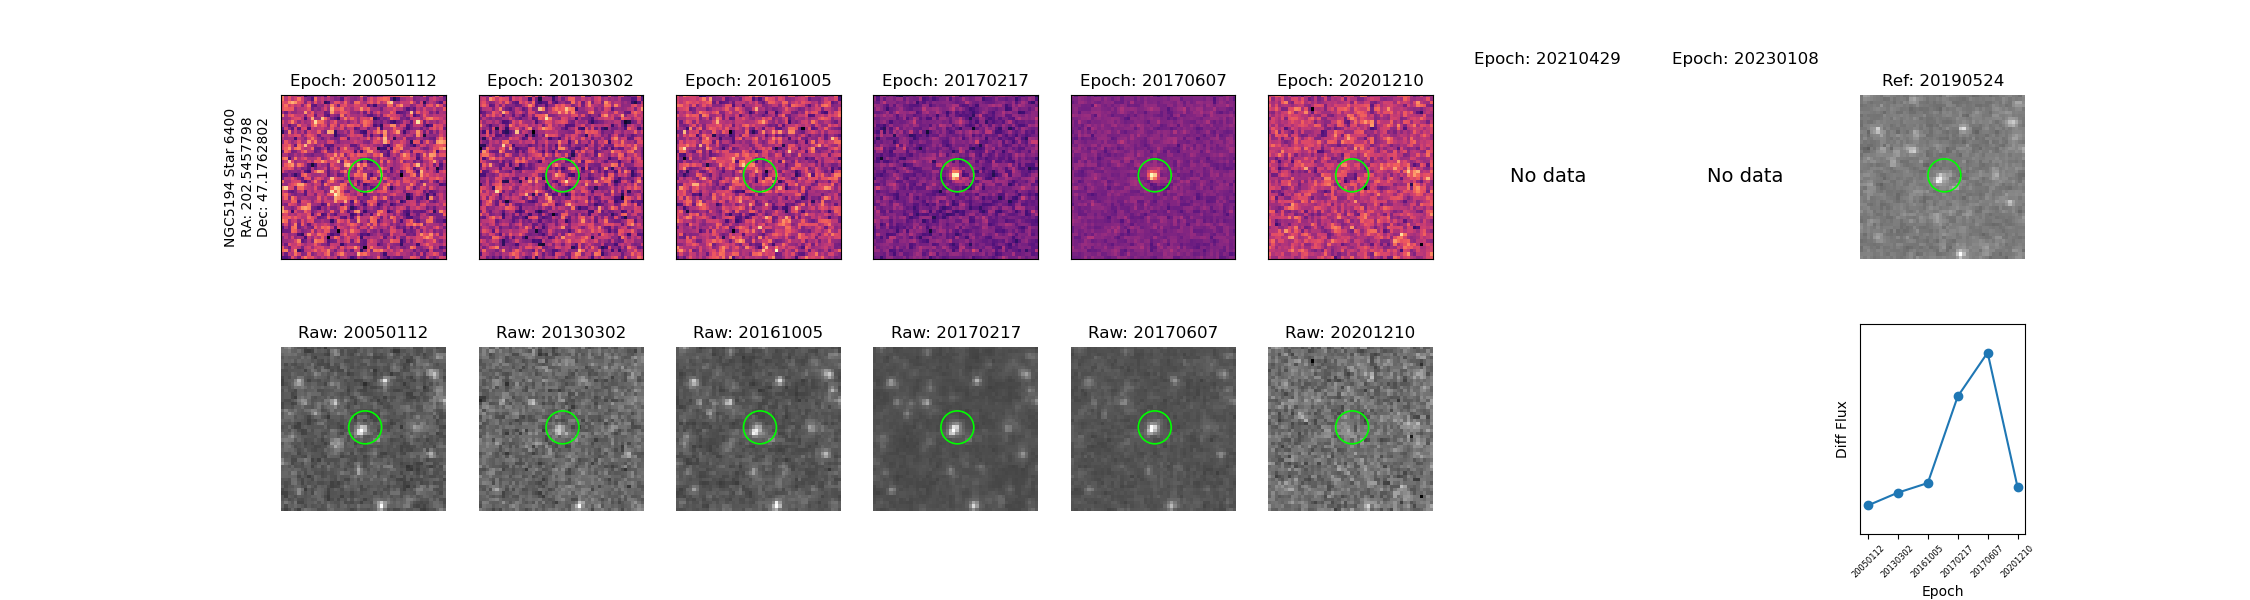 Epoch: 20050112
Epoch: 20130302
Epoch: 20161005
Epoch: 20170217
Epoch: 20170607
Epoch: 20201210
Epoch: 20210429
Epoch: 20230108
Ref: 20190524
NGC5194 Star 6400
RA: 202.5457798
Dec: 47.1762802
No data
No data
Raw: 20050112
Raw: 20130302
Raw: 20161005
Raw: 20170217
Raw: 20170607
Raw: 20201210
Diff Flux
20050112
20130302
20161005
20170217
20170607
20201210
Epoch